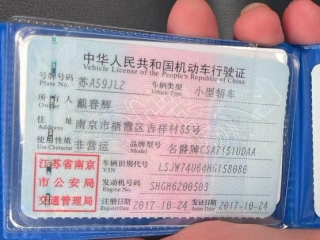 中华人民共和国机动车行驶证
Vehicle License of the People's Republic of China
号牌号码 苏A59JLZ 车辆类型 小型轿车
Plate No. Vehicle Type
所有人 戴春辉
Owner
住址 南京市栖霞区吉祥村35号
Address
使用性质 非营运 品牌型号 名爵牌CSA7151UDAA
Use Character Model
江苏省南京
市公安局
交通管理局
车辆识别代号 LSJW74U64HG158080
VIN
发动机号码 SHGH6200503
Engine No.
注册日期 2017-10-24 发证日期 2017-10-24
Register Date Issue Date